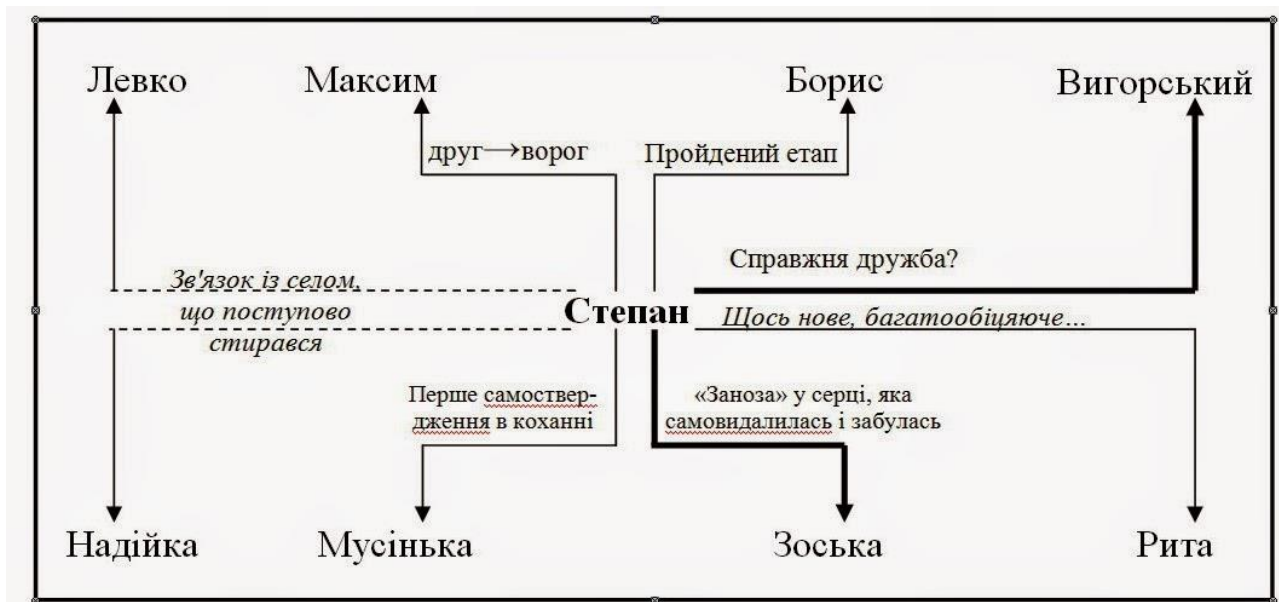 Левко
Максим
Борис
Вигорський
друг→ворог
Пройдений етап
Справжня дружба?
Зв'язок із селом,
що поступово
стирався
Степан
Щось нове, багатообіцяюче...
Перше самоствер-
дження в коханні
«Заноза» у серці, яка
самовидалилась і забулась
Надійка
Мусінька
Зоська
Рита